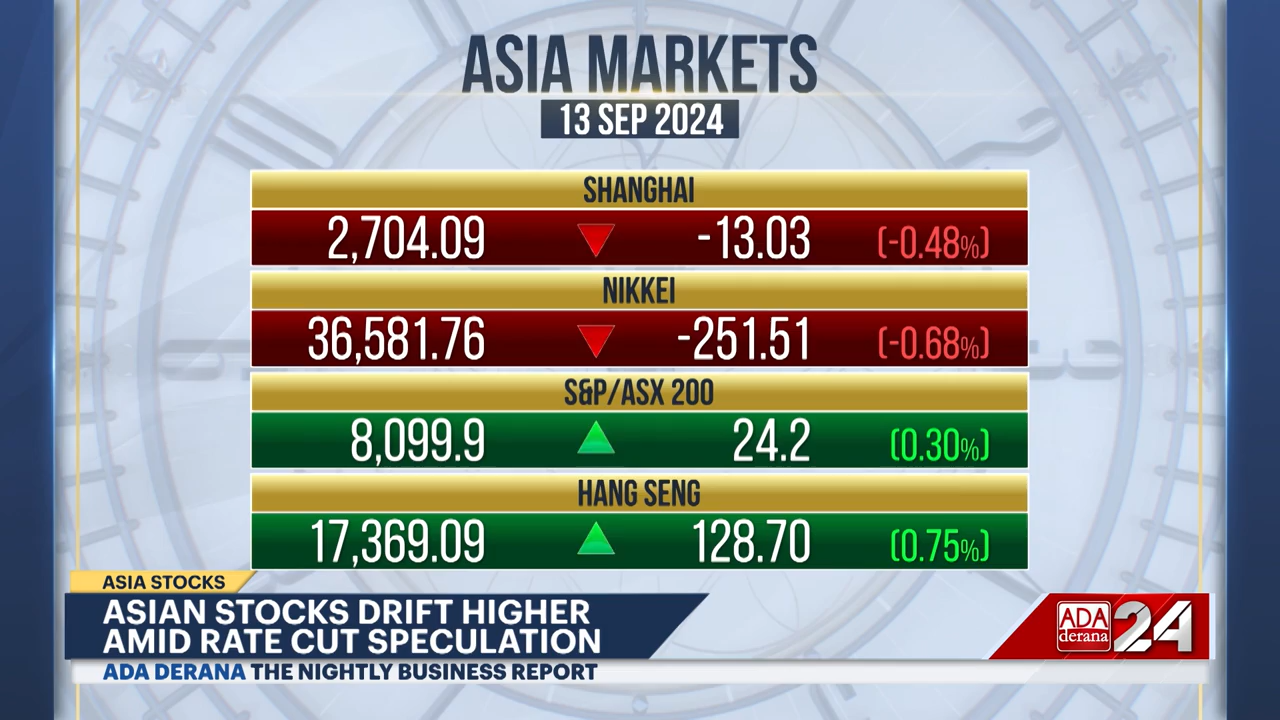 ASIA MARKETS
13 SEP 2024
SHANGHAI
2,704.09 -13.03 (-0.48%)
NIKKEI
36,581.76 -251.51 (-0.68%)
S&P/ASX 200
8,099.9 24.2 (0.30%)
HANG SENG
17,369.09 128.70 (0.75%)
ASIA STOCKS
ASIAN STOCKS DRIFT HIGHER
AMID RATE CUT SPECULATION
ADA DERANA THE NIGHTLY BUSINESS REPORT
ADA
derana
24